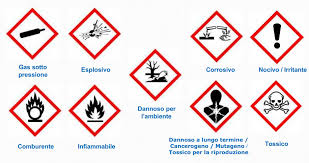 Gas sotto
pressione
Esplosivo
Corrosivo
Nocivo / Irritante
Dannoso per
l'ambiente
Comburente
Infiammabile
Dannoso a lungo termine /
Cancerogeno / Mutageno /
Tossico per la riproduzione
Tossico